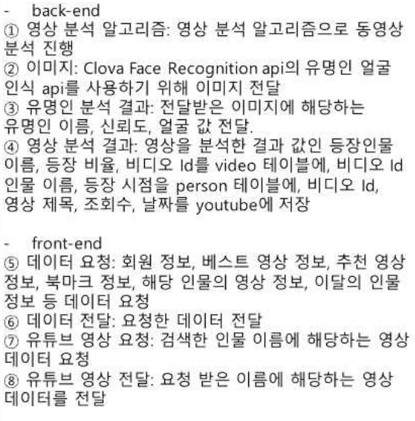 - back-end
① 영상 분석 알고리즘: 영상 분석 알고리즘으로 동영상
분석 진행
② 이미지: Clova Face Recognition api의 유명인 얼굴
인식 api를 사용하기 위해 이미지 전달
③ 유명인 분석 결과: 전달받은 이미지에 해당하는
유명인 이름, 신뢰도, 얼굴 값 전달.
④ 영상 분석 결과: 영상을 분석한 결과 값인 등장인물
이름, 등장 비율, 비디오 Id를 video 테이블에, 비디오 Id
인물 이름, 등장 시점을 person 테이블에, 비디오 Id,
영상 제목, 조회수, 날짜를 youtube에 저장
- front-end
⑤ 데이터 요청: 회원 정보, 베스트 영상 정보, 추천 영상
정보, 북마크 정보, 해당 인물의 영상 정보, 이달의 인물
정보 등 데이터 요청
⑥ 데이터 전달: 요청한 데이터 전달
⑦ 유튜브 영상 요청: 검색한 인물 이름에 해당하는 영상
데이터 요청
⑧ 유튜브 영상 전달: 요청 받은 이름에 해당하는 영상
데이터를 전달